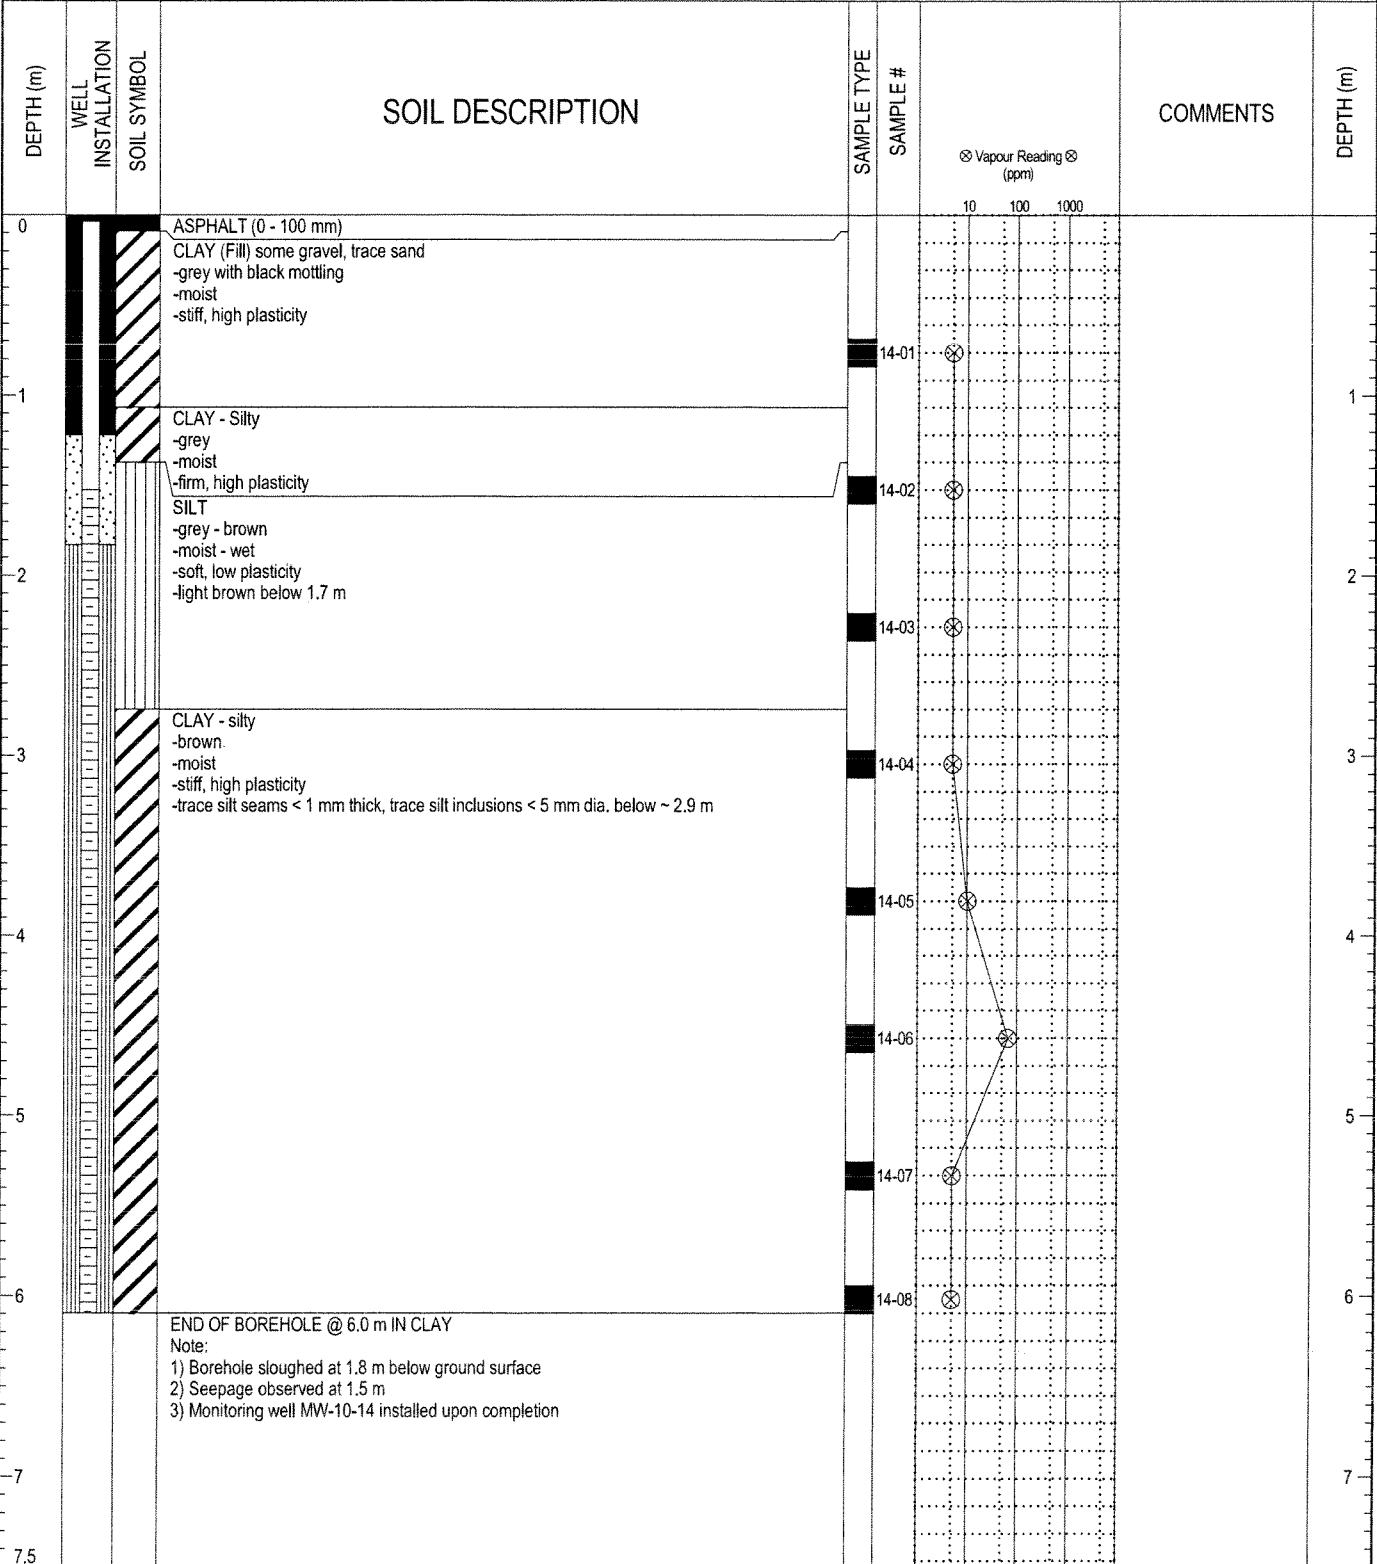 DEPTH (m)
WELL
INSTALLATION
SOIL SYMBOL
SOIL DESCRIPTION
SAMPLE TYPE
SAMPLE #
⊗ Vapour Reading ⊗
(ppm)
10 100 1000
COMMENTS
DEPTH (m)
0
ASPHALT (0 - 100 mm)
CLAY (Fill) some gravel, trace sand
-grey with black mottling
-moist
-stiff, high plasticity
14-01
1
1
CLAY - Silty
-grey
-moist
-firm, high plasticity
14-02
SILT
-grey - brown
-moist - wet
-soft, low plasticity
-light brown below 1.7 m
2
2
14-03
CLAY - silty
-brown
-moist
-stiff, high plasticity
-trace silt seams < 1 mm thick, trace silt inclusions < 5 mm dia. below ~ 2.9 m
3
3
14-04
14-05
4
4
14-06
5
5
14-07
6
6
14-08
END OF BOREHOLE @ 6.0 m IN CLAY
Note:
1) Borehole sloughed at 1.8 m below ground surface
2) Seepage observed at 1.5 m
3) Monitoring well MW-10-14 installed upon completion
7
7
7.5